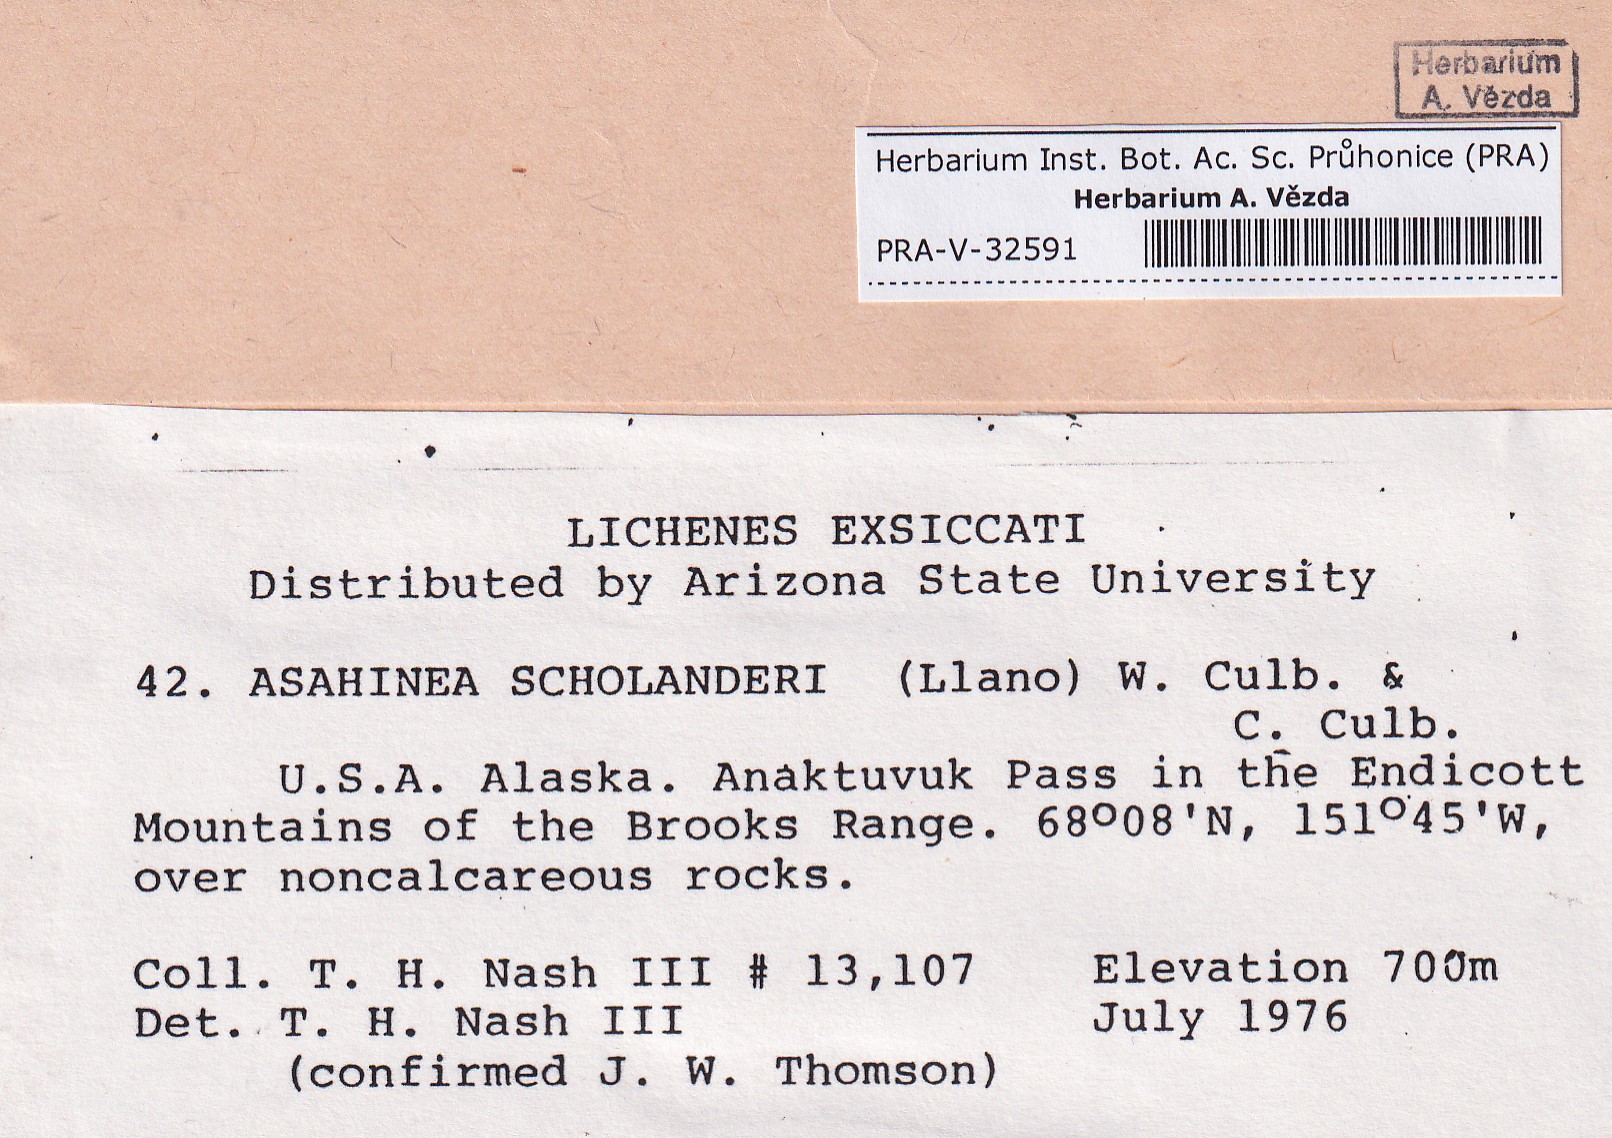 Herbarium
A. Vězda
Herbarium Inst. Bot. Ac. Sc. Průhonice (PRA)
Herbarium A. Vězda
PRA-V-32591
LICHENES EXSICCATI
Distributed by Arizona State University
42. ASAHINEA SCHOLANDERI (Llano) W. Culb. &
C. Culb.
U.S.A. Alaska. Anaktuvuk Pass in the Endicott
Mountains of the Brooks Range. 68°08'N, 151°45'W,
over noncalcareous rocks.
Coll. T. H. Nash III # 13,107 Elevation 700m
Det. T. H. Nash III July 1976
(confirmed J. W. Thomson)